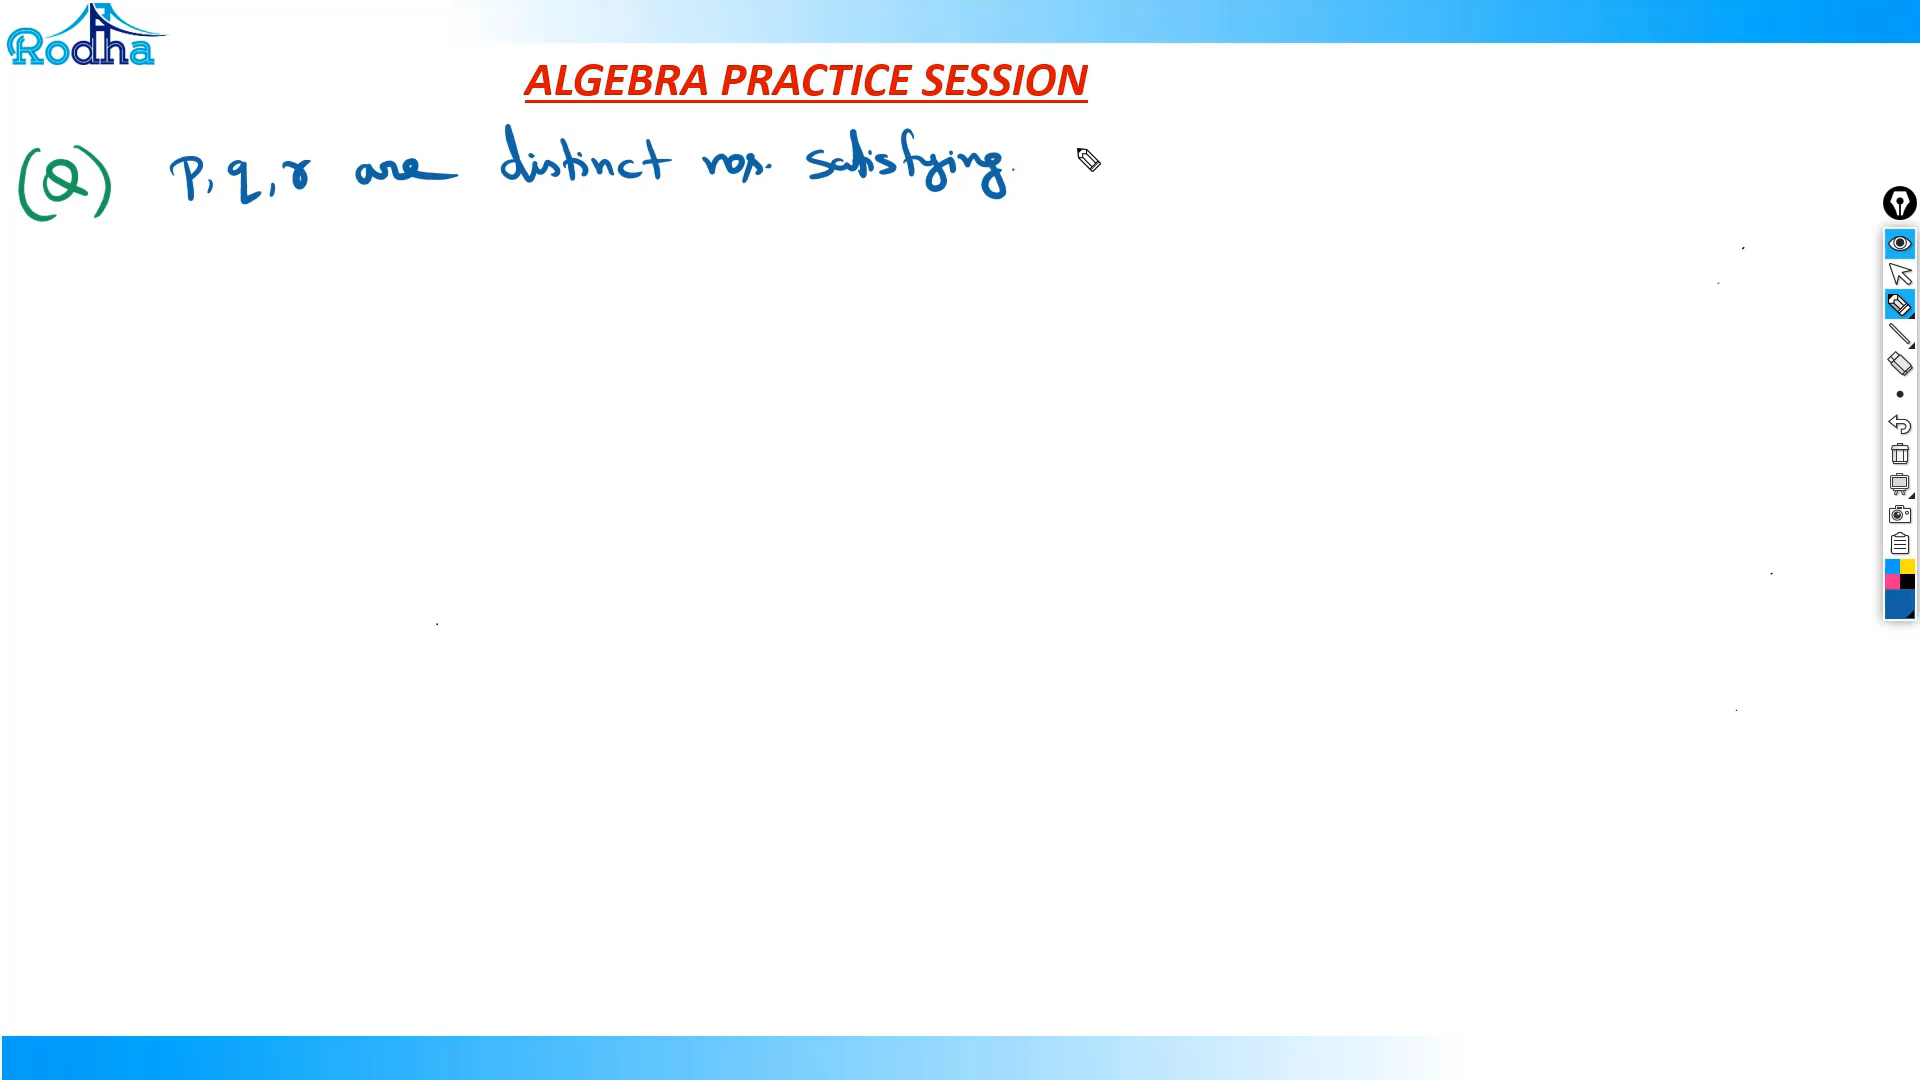 Rodha
ALGEBRA PRACTICE SESSION
(Q) p, q, r are distinct nos. satisfying.